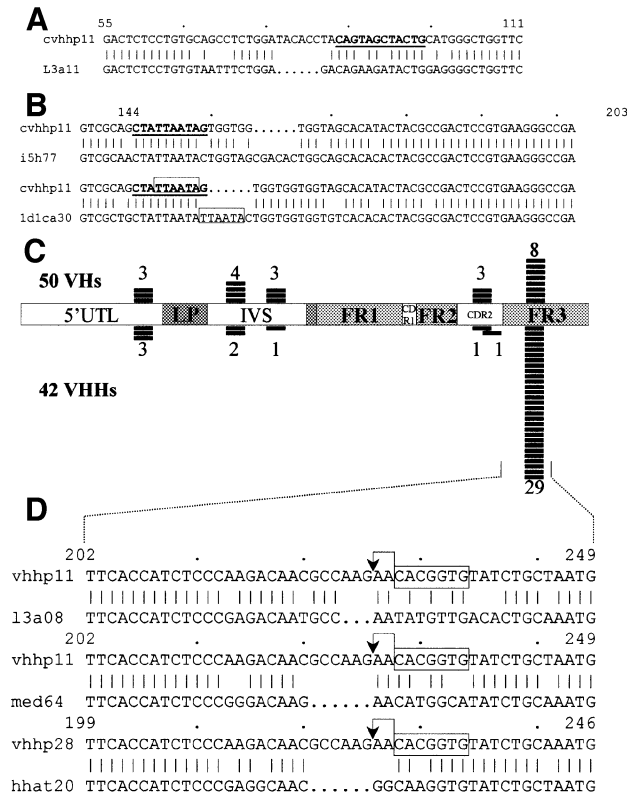 A
55 111
cvhhp11 GACTCTCCTGTGCAGCCTCTGGATACACCTACAGTAGCTACTGCATGGGCTGGTTC
L3a11 GACTCTCCTGTGTAATTTCTGGA......GACAGAAGATACTGGAGGGGCTGGTTC
B
144 203
cvhhp11 GTCGCAGCTATTAATAGTGGTGG......TGGTAGCACATACTACGCCGACTCCGTGAAGGGCCGA
i5h77 GTCGCAACTATTAATACTGGTAGCGACACTGGCAGCACATACTACGCCGACTCCGTGAAGGGCCGA
cvhhp11 GTCGCAGCTATTAATAG......TGGTGGTGGTAGCACATACTACGCCGACTCCGTGAAGGGCCGA
1d1ca30 GTCGCTGCTATTAATATTAATACTGGTGGTGGTGTCACACACTACGGCGACTCCGTGAAGGGCCGA
C
3 4 3 3 8
50 VHs
5'UTL LP IVS FR1 CDR1 FR2 CDR2 FR3
3 2 1 1 1
42 VHHs
29
D
202 249
vhhp11 TTCACCATCTCCCAAGACAACGCCAAGAACACGGTGTATCTGCTAATG
l3a08 TTCACCATCTCCCGAGACAATGCC...AATATGTTGACACTGCAAATG
202 249
vhhp11 TTCACCATCTCCCAAGACAACGCCAAGAACACGGTGTATCTGCTAATG
med64 TTCACCATCTCCCGGGACAAG......AACATGGCATATCTGCAAATG
199 246
vhhp28 TTCACCATCTCCCAAGACAACGCCAAGAACACGGTGTATCTGCAAATG
hhat20 TTCACCATCTCCCGAGGCAAC......GGCAAGGTGTATCTGCTAATG